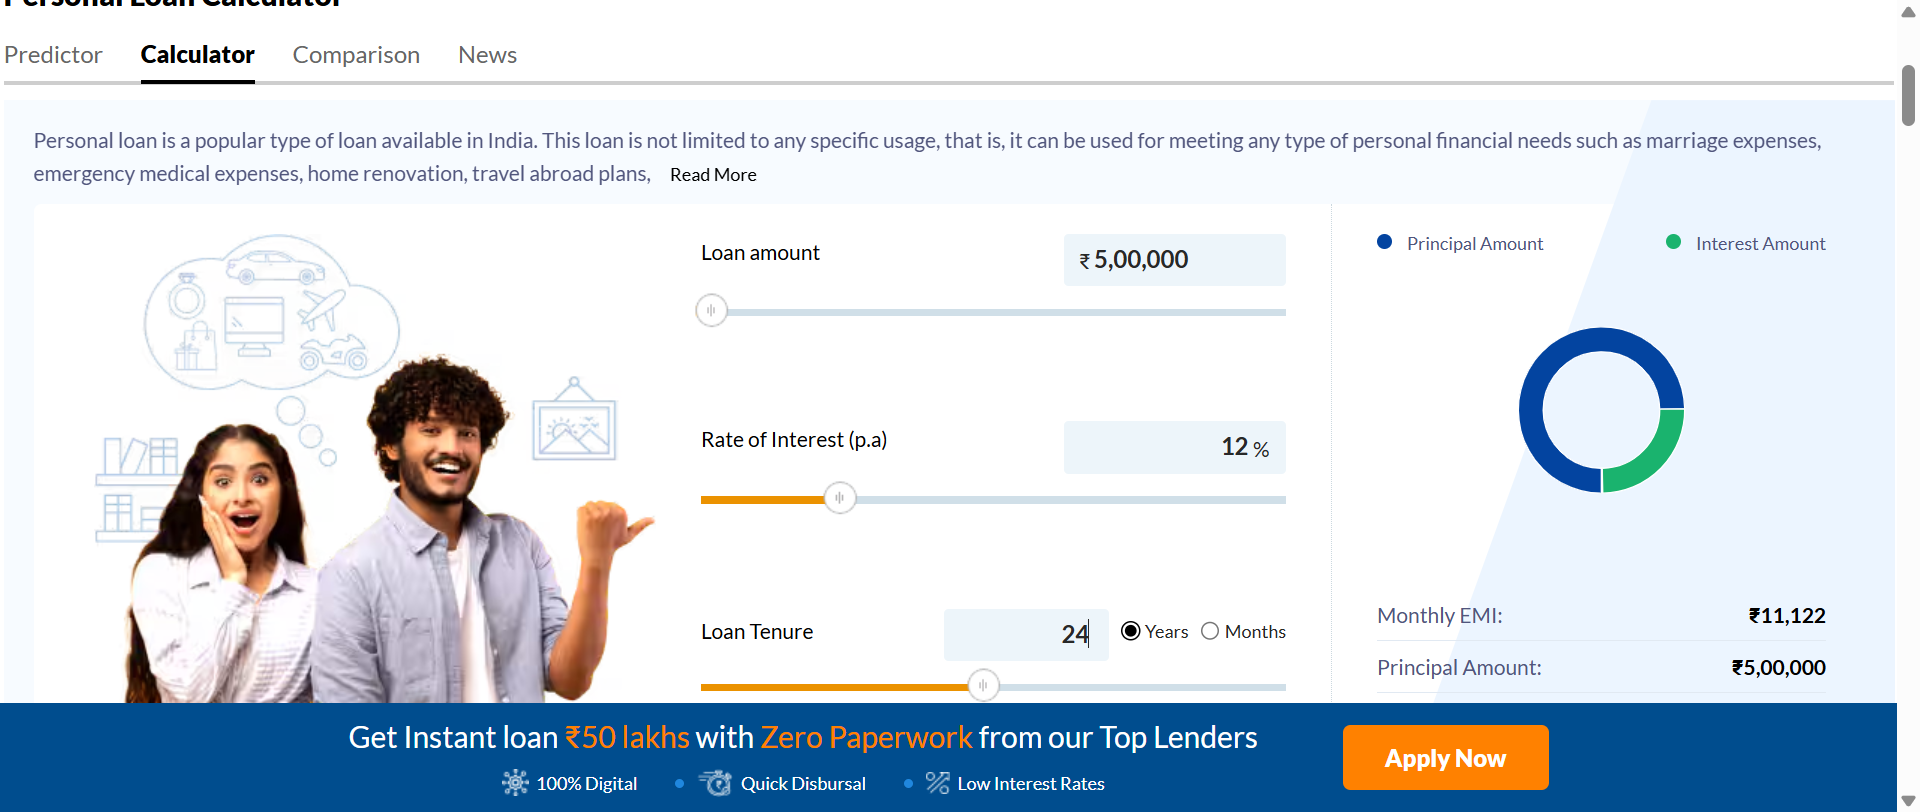 Personal Loan Calculator
Predictor Calculator Comparison News
Personal loan is a popular type of loan available in India. This loan is not limited to any specific usage, that is, it can be used for meeting any type of personal financial needs such as marriage expenses,
emergency medical expenses, home renovation, travel abroad plans, Read More
Loan amount
₹ 5,00,000
Rate of Interest (p.a)
12 %
Loan Tenure
24
Years Months
Principal Amount
Interest Amount
Monthly EMI: ₹11,122
Principal Amount: ₹5,00,000
Get Instant loan ₹50 lakhs with Zero Paperwork from our Top Lenders
100% Digital • Quick Disbursal • Low Interest Rates
Apply Now